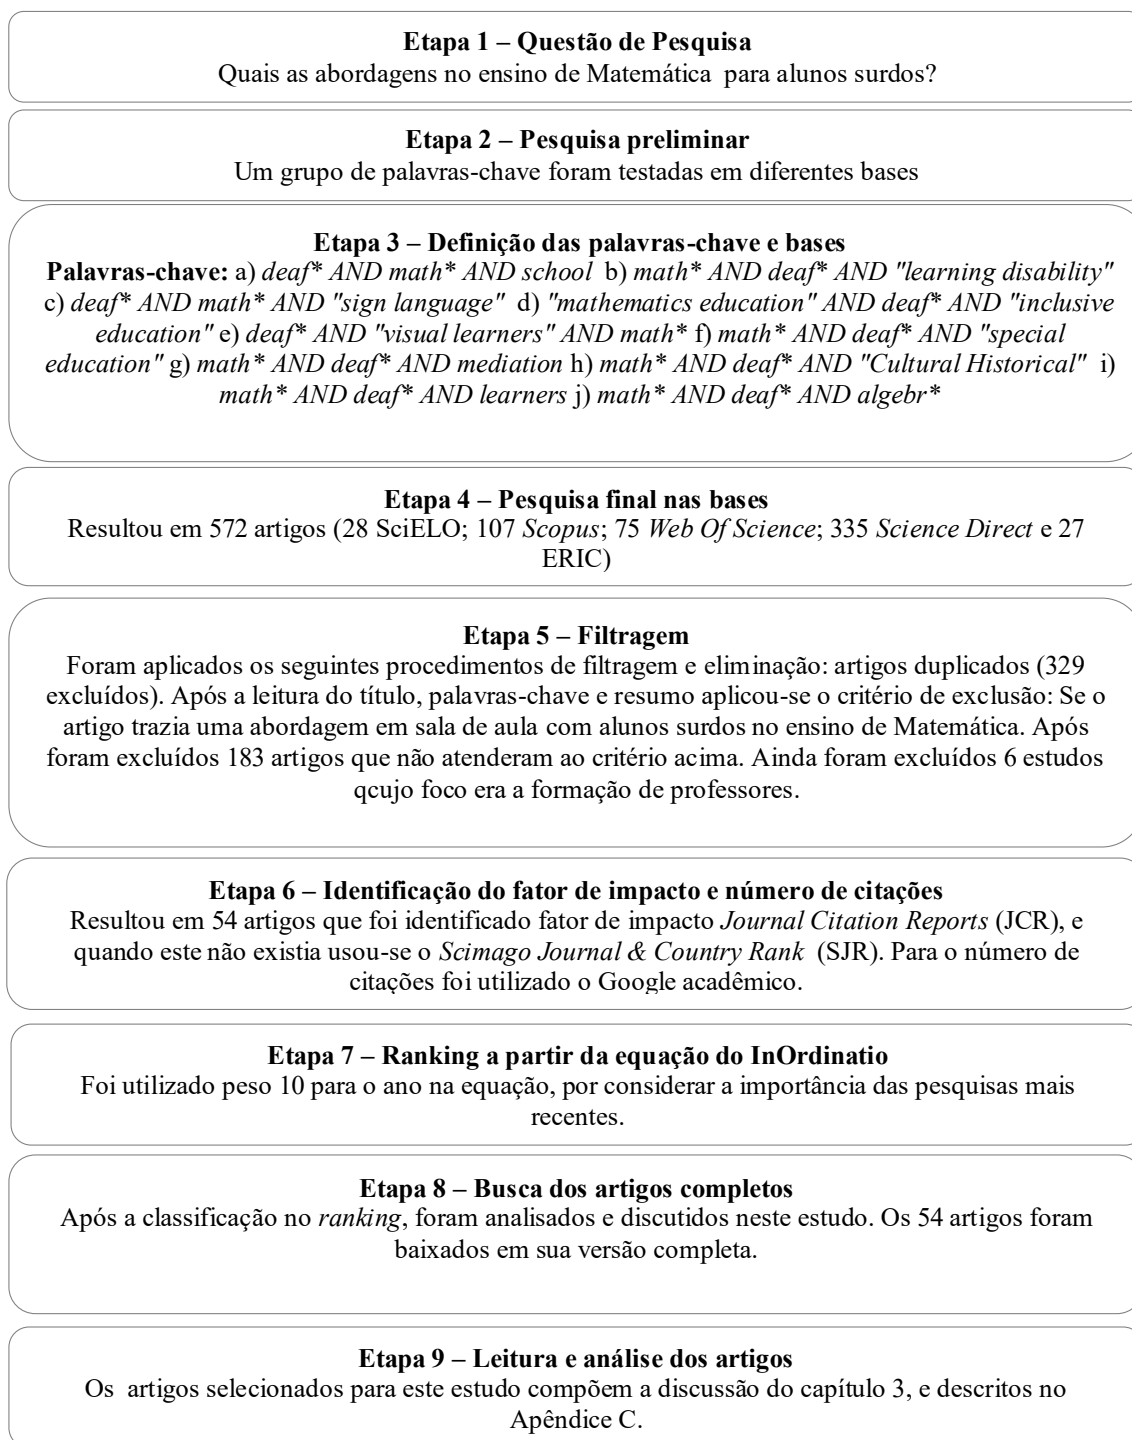 Etapa 1 – Questão de Pesquisa
Quais as abordagens no ensino de Matemática para alunos surdos?
Etapa 2 – Pesquisa preliminar
Um grupo de palavras-chave foram testadas em diferentes bases
Etapa 3 – Definição das palavras-chave e bases
Palavras-chave: a) deaf* AND math* AND school b) math* AND deaf* AND "learning disability"
c) deaf* AND math* AND "sign language" d) "mathematics education" AND deaf* AND "inclusive
education" e) deaf* AND "visual learners" AND math* f) math* AND deaf* AND "special
education" g) math* AND deaf* AND mediation h) math* AND deaf* AND "Cultural Historical" i)
math* AND deaf* AND learners j) math* AND deaf* AND algebr*
Etapa 4 – Pesquisa final nas bases
Resultou em 572 artigos (28 SciELO; 107 Scopus; 75 Web Of Science; 335 Science Direct e 27
ERIC)
Etapa 5 – Filtragem
Foram aplicados os seguintes procedimentos de filtragem e eliminação: artigos duplicados (329
excluídos). Após a leitura do título, palavras-chave e resumo aplicou-se o critério de exclusão: Se o
artigo trazia uma abordagem em sala de aula com alunos surdos no ensino de Matemática. Após
foram excluídos 183 artigos que não atenderam ao critério acima. Ainda foram excluídos 6 estudos
qcujo foco era a formação de professores.
Etapa 6 – Identificação do fator de impacto e número de citações
Resultou em 54 artigos que foi identificado fator de impacto Journal Citation Reports (JCR), e
quando este não existia usou-se o Scimago Journal & Country Rank (SJR). Para o número de
citações foi utilizado o Google acadêmico.
Etapa 7 – Ranking a partir da equação do InOrdinatio
Foi utilizado peso 10 para o ano na equação, por considerar a importância das pesquisas mais
recentes.
Etapa 8 – Busca dos artigos completos
Após a classificação no ranking, foram analisados e discutidos neste estudo. Os 54 artigos foram
baixados em sua versão completa.
Etapa 9 – Leitura e análise dos artigos
Os artigos selecionados para este estudo compõem a discussão do capítulo 3, e descritos no
Apêndice C.